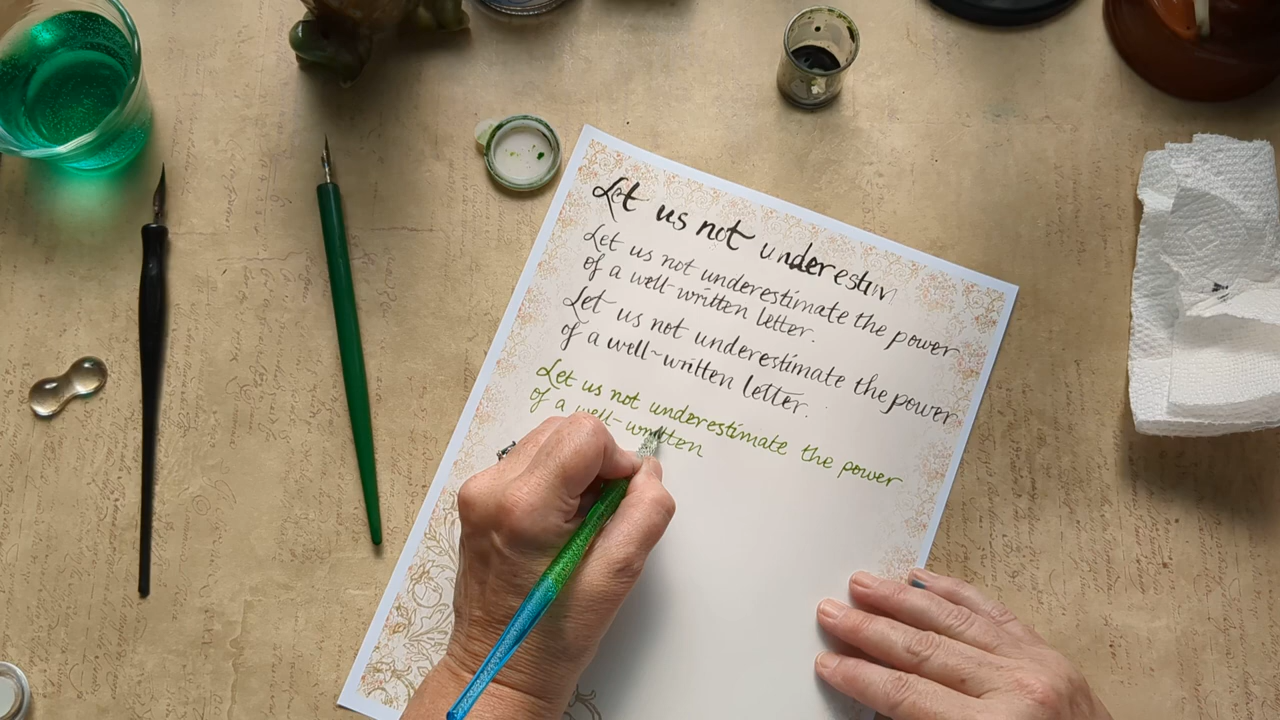 Let us not underestim
Let us not underestimate the power
of a well-written letter.
Let us not underestimate the power
of a well-written letter.
Let us not underestimate the power
of a well-written